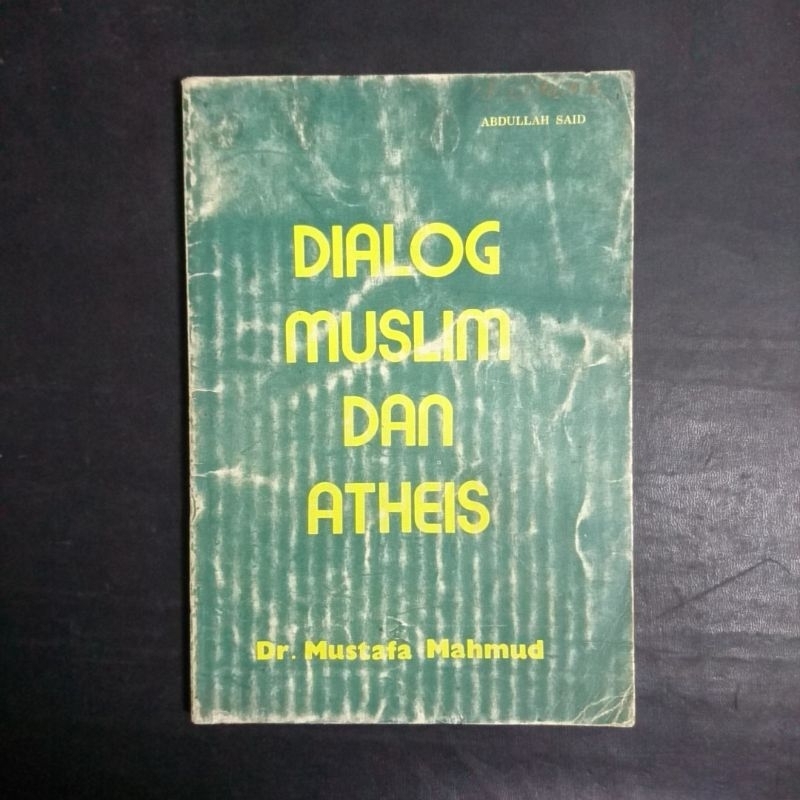 ABDULLAH SAID
DIALOG
MUSLIM
DAN
ATHEIS
Dr. Mustafa Mahmud